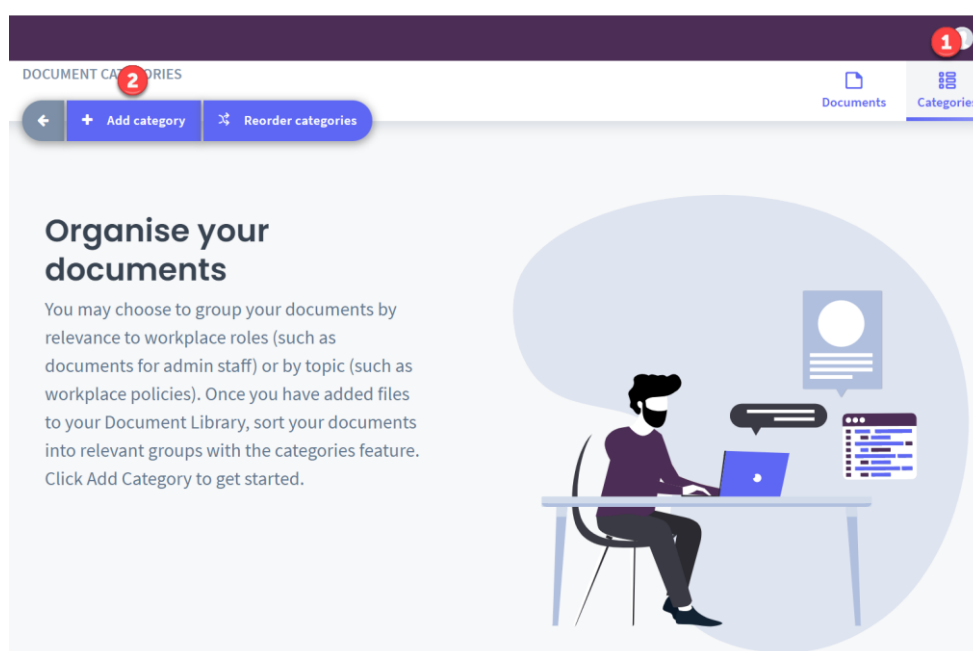 1
DOCUMENT CATEGORIES
2
Documents
Categories
Add category
Reorder categories
Organise your
documents
You may choose to group your documents by
relevance to workplace roles (such as
documents for admin staff) or by topic (such as
workplace policies). Once you have added files
to your Document Library, sort your documents
into relevant groups with the categories feature.
Click Add Category to get started.